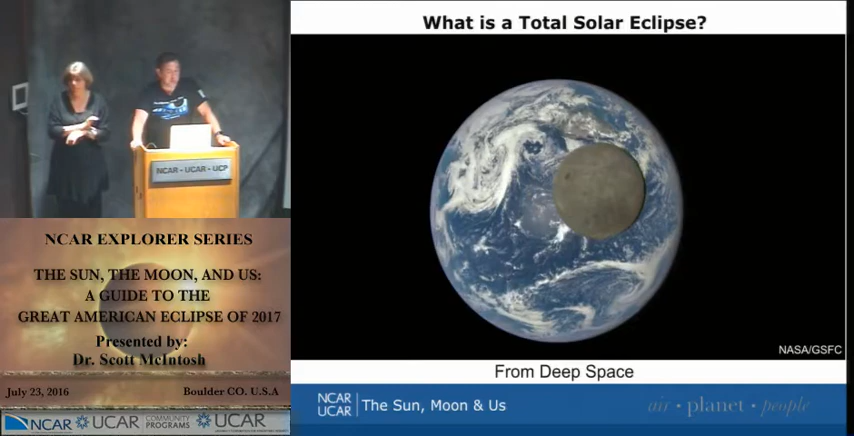 What is a Total Solar Eclipse?
NCAR - UCAR - UCP
NCAR EXPLORER SERIES
THE SUN, THE MOON, AND US:
A GUIDE TO THE
GREAT AMERICAN ECLIPSE OF 2017
Presented by:
Dr. Scott McIntosh
July 23, 2016 Boulder CO. U.S.A
NCAR UCAR COMMUNITY PROGRAMS UCAR
NASA/GSFC
From Deep Space
NCAR
UCAR The Sun, Moon & Us
air • planet • people